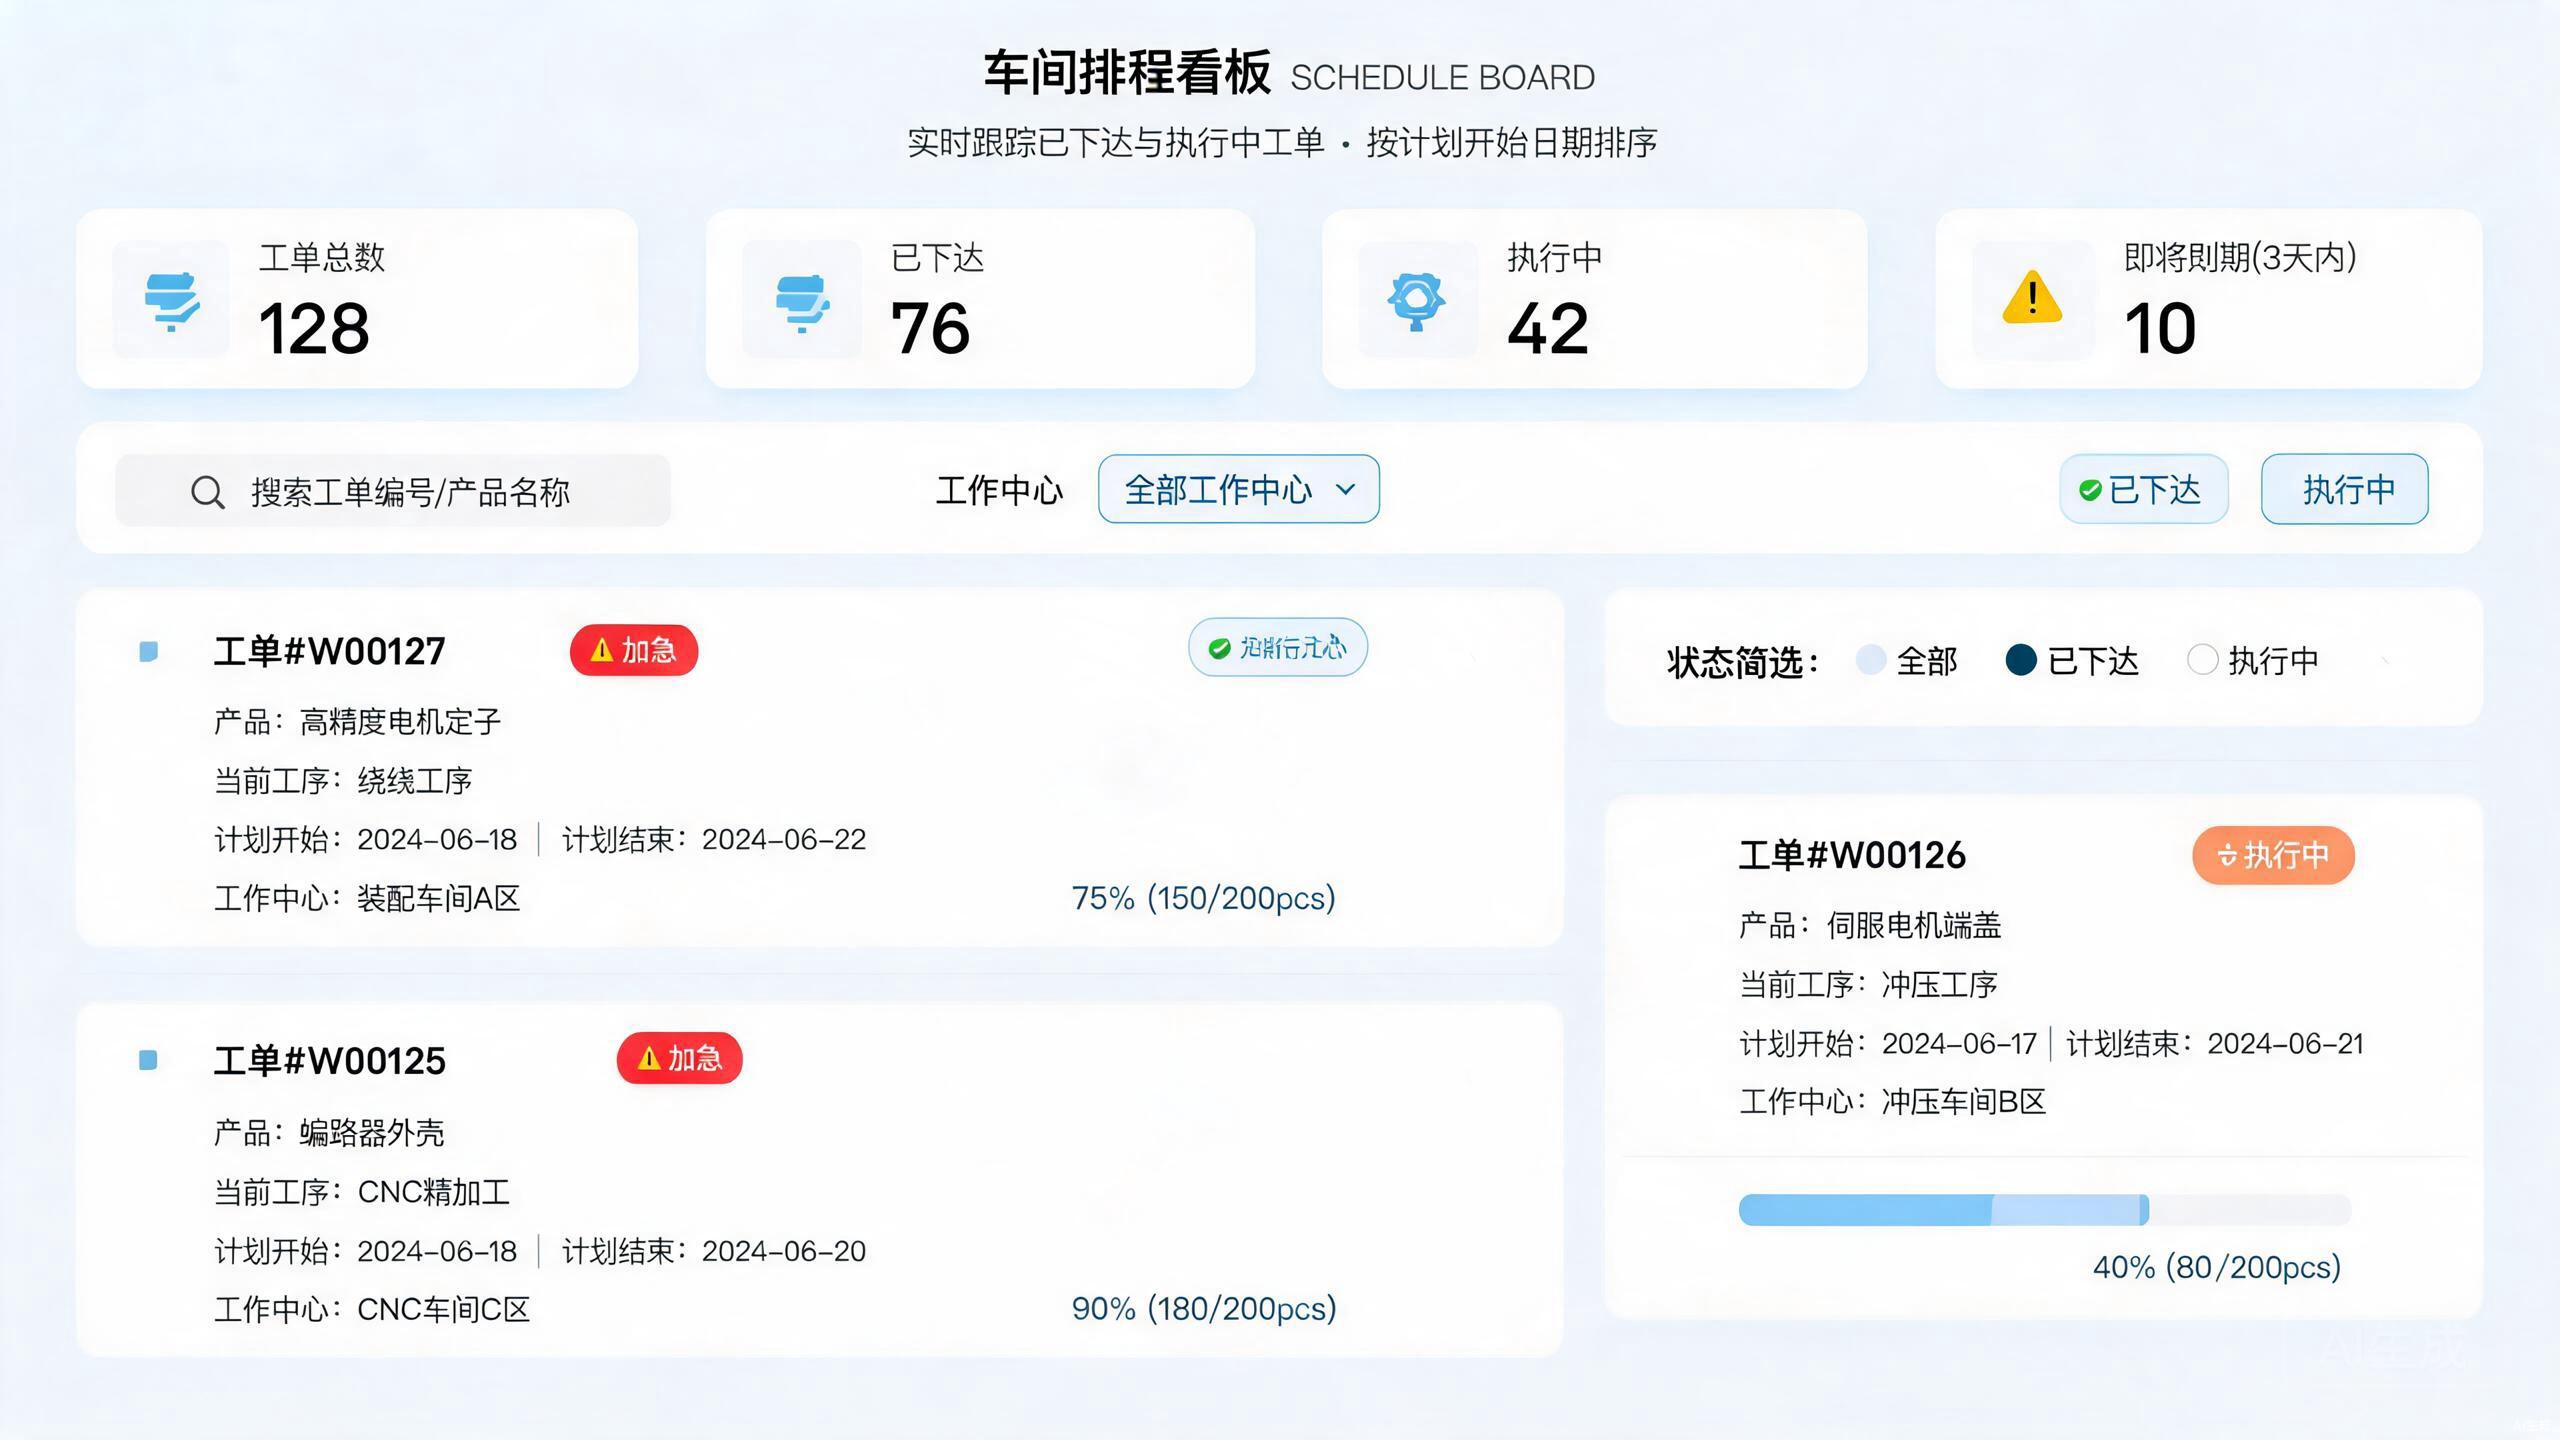 车间排程看板 SCHEDULE BOARD
实时跟踪已下达与执行中工单 · 按计划开始日期排序
工单总数
128
已下达
76
执行中
42
即将則期(3天内)
10
搜索工单编号/产品名称
工作中心
全部工作中心
已下达
执行中
工单#W00127
加急
产品：高精度电机定子
当前工序：绕线工序
计划开始：2024-06-18 | 计划结束：2024-06-22
工作中心：装配车间A区
75% (150/200pcs)
工单#W00125
加急
产品：蝙路器外壳
当前工序：CNC精加工
计划开始：2024-06-18 | 计划结束：2024-06-20
工作中心：CNC车间C区
90% (180/200pcs)
状态简选：
全部
已下达
执行中
工单#W00126
执行中
产品：伺服电机端盖
当前工序：冲压工序
计划开始：2024-06-17 | 计划结束：2024-06-21
工作中心：冲压车间B区
40% (80/200pcs)
AI生成